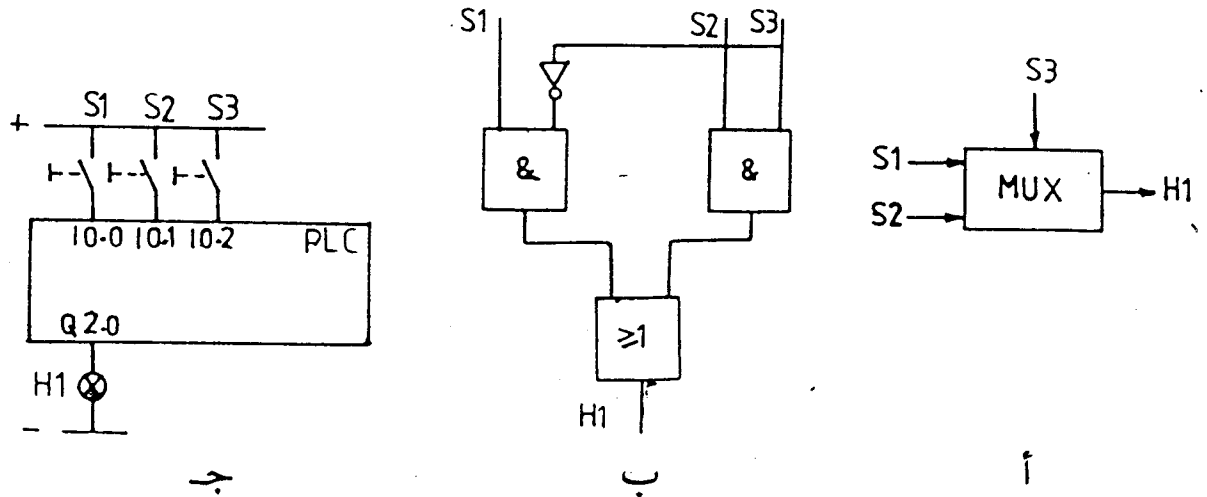 S1 S2 S3
+
I0.0 I0.1 I0.2 PLC
Q2.0
H1
-
جـ
S1 S2 S3
& &
≥1
H1
ب
S3
S1 MUX H1
S2
أ